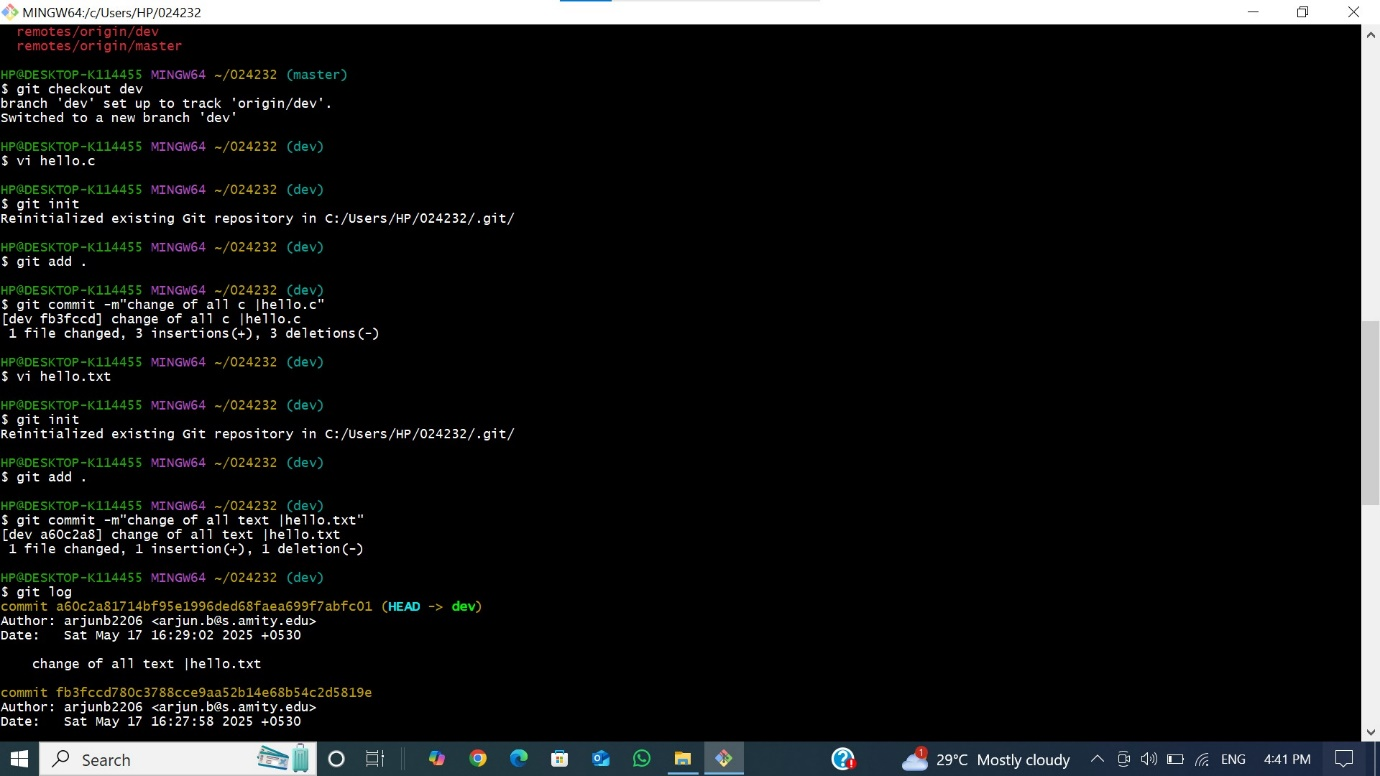 MINGW64:/c/Users/HP/024232
remotes/origin/dev
remotes/origin/master
HP@DESKTOP-K114455 MINGW64 ~/024232 (master)
$ git checkout dev
branch 'dev' set up to track 'origin/dev'.
Switched to a new branch 'dev'
HP@DESKTOP-K114455 MINGW64 ~/024232 (dev)
$ vi hello.c
HP@DESKTOP-K114455 MINGW64 ~/024232 (dev)
$ git init
Reinitialized existing Git repository in C:/Users/HP/024232/.git/
HP@DESKTOP-K114455 MINGW64 ~/024232 (dev)
$ git add .
HP@DESKTOP-K114455 MINGW64 ~/024232 (dev)
$ git commit -m"change of all c |hello.c"
[dev fb3fccd] change of all c |hello.c
1 file changed, 3 insertions(+), 3 deletions(-)
HP@DESKTOP-K114455 MINGW64 ~/024232 (dev)
$ vi hello.txt
HP@DESKTOP-K114455 MINGW64 ~/024232 (dev)
$ git init
Reinitialized existing Git repository in C:/Users/HP/024232/.git/
HP@DESKTOP-K114455 MINGW64 ~/024232 (dev)
$ git add .
HP@DESKTOP-K114455 MINGW64 ~/024232 (dev)
$ git commit -m"change of all text |hello.txt"
[dev a60c2a8] change of all text |hello.txt
1 file changed, 1 insertion(+), 1 deletion(-)
HP@DESKTOP-K114455 MINGW64 ~/024232 (dev)
$ git log
commit a60c2a81714bf95e1996ded68faea699f7abfc01 (HEAD -> dev)
Author: arjunb2206 <arjun.b@s.amity.edu>
Date:   Sat May 17 16:29:02 2025 +0530
change of all text |hello.txt
commit fb3fccd780c3788cce9aa52b14e68b54c2d5819e
Author: arjunb2206 <arjun.b@s.amity.edu>
Date:   Sat May 17 16:27:58 2025 +0530
Search
1
29°C Mostly cloudy
ENG
4:41 PM